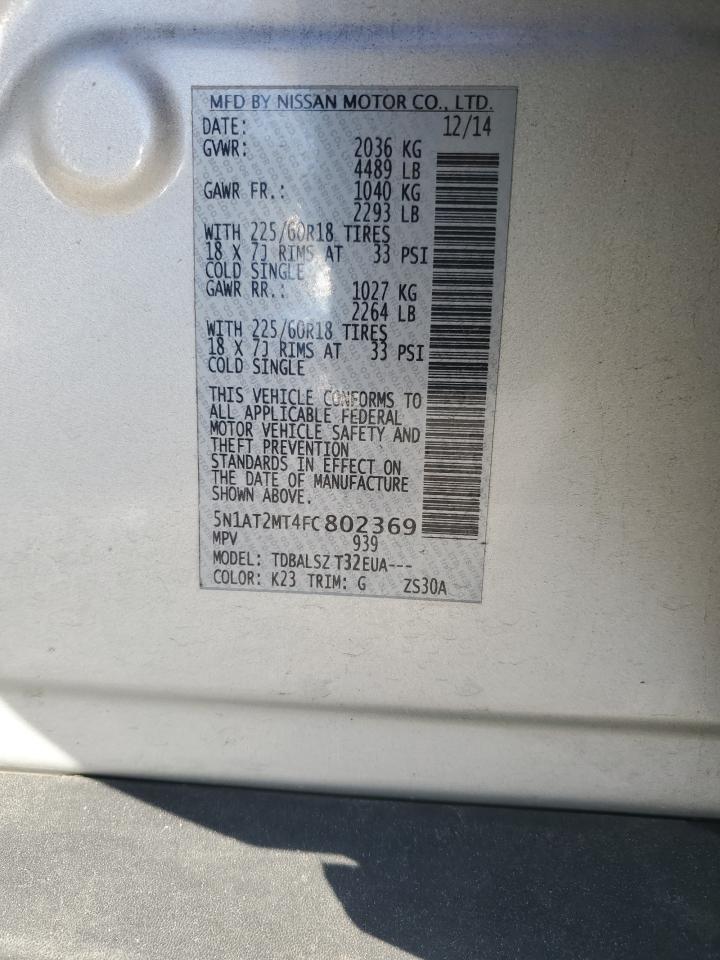 MFD BY NISSAN MOTOR CO., LTD.
DATE: 12/14
GVWR: 2036 KG
4489 LB
GAWR FR.: 1040 KG
2293 LB
WITH 225/60R18 TIRES
18 X 7J RIMS AT 33 PSI
COLD SINGLE
GAWR RR.: 1027 KG
2264 LB
WITH 225/60R18 TIRES
18 X 7J RIMS AT 33 PSI
COLD SINGLE
THIS VEHICLE CONFORMS TO
ALL APPLICABLE FEDERAL
MOTOR VEHICLE SAFETY AND
THEFT PREVENTION
STANDARDS IN EFFECT ON
THE DATE OF MANUFACTURE
SHOWN ABOVE.
5N1AT2MT4FC802369
MPV 939
MODEL: TDBALSZ T32EUA---
COLOR: K23 TRIM: G ZS30A